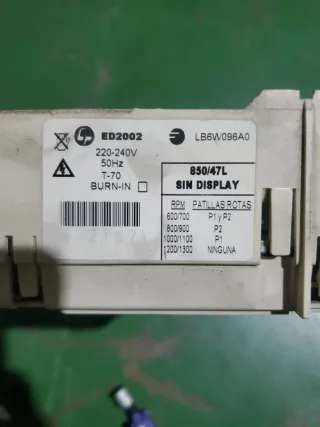 ED2002
LB6W096A0
220-240V
50Hz
T-70
BURN-IN
850/47L
SIN DISPLAY
RPM PATILLAS ROTAS
600/700 P1 y P2
800/900 P2
1000/1100 P1
1200/1300 NINGUNA